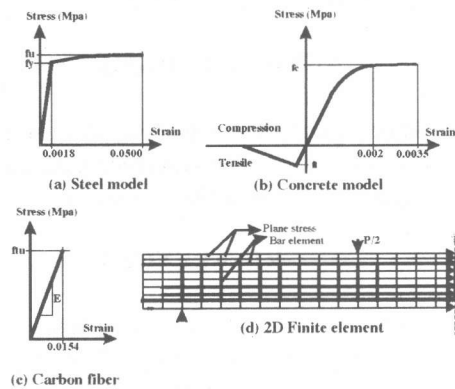 Stress (Mpa)
fu
fy
Strain
0.0018
0.0500
(a) Steel model
Stress (Mpa)
fc
Compression
Strain
Tensile
ft
0.002
0.0035
(b) Concrete model
Stress (Mpa)
ftu
E
Strain
0.0154
(c) Carbon fiber
Plane stress
Bar element
P/2
(d) 2D Finite element